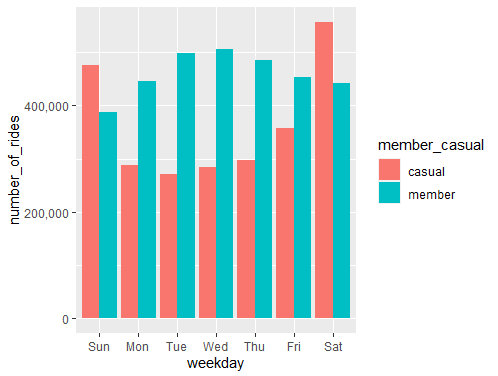 number_of_rides
400,000
200,000
0
Sun Mon Tue Wed Thu Fri Sat
weekday
member_casual
casual
member